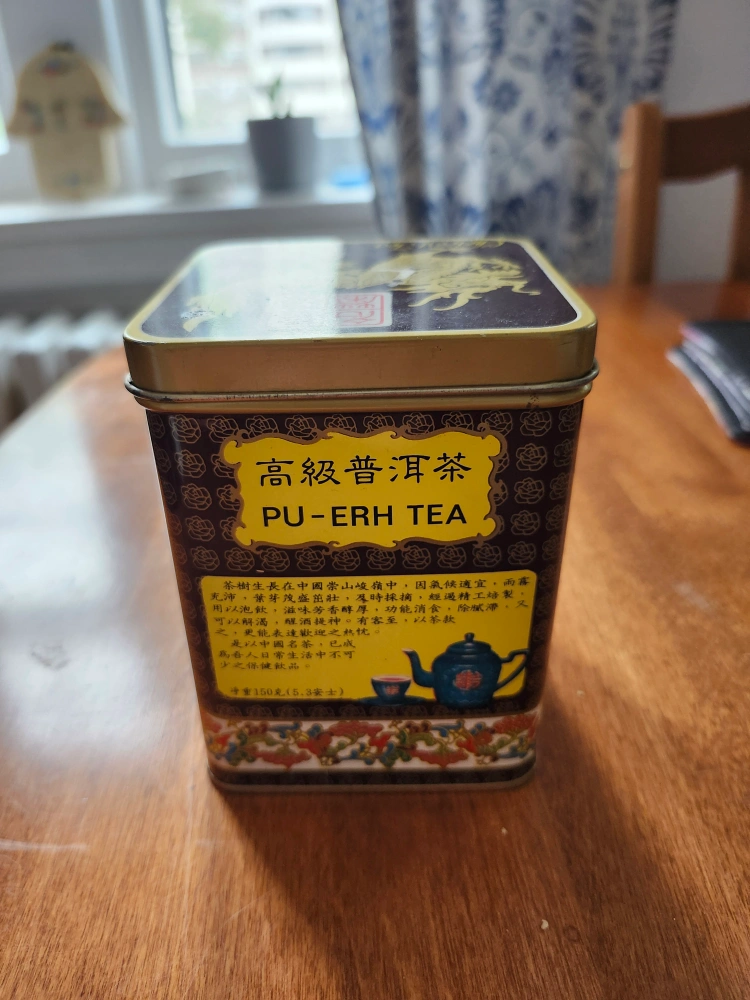 高級普洱茶
PU-ERH TEA
茶樹生長在中國崇山峻嶺中，因氣候適宜，雨霧
充沛，葉芽茂盛茁壯，及時採摘，經過精工焙製，
用以泡飲，滋味芳香醇厚，功能消食，除膩滯，又
可以解渴，醒酒提神。有客至，以茶款
之，更能表達歡迎之熱忱。
是以中國名茶，已成
為吾人日常生活中不可
少之保健飲品。
淨重150克(5.3盎士)